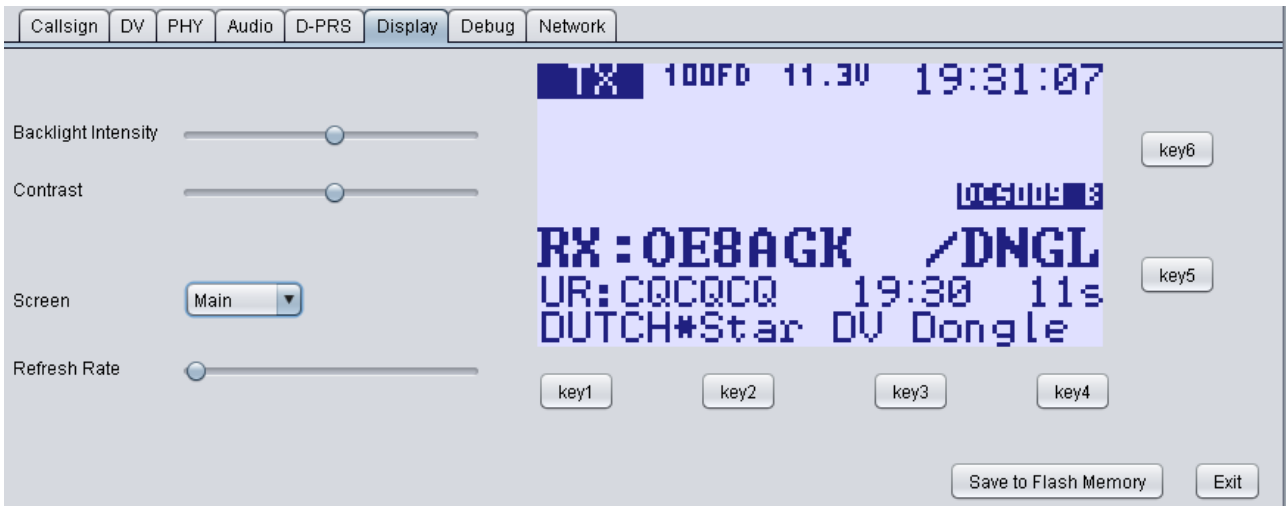 Callsign DV PHY Audio D-PRS Display Debug Network
TX 100FD 11.3V 19:31:07
Backlight Intensity
key6
Contrast
RX:OE8AGK /DNGL
key5
Screen Main
UR:CQCQCQ 19:30 11s
DUTCH*Star DV Dongle
Refresh Rate
key1 key2 key3 key4
Save to Flash Memory Exit